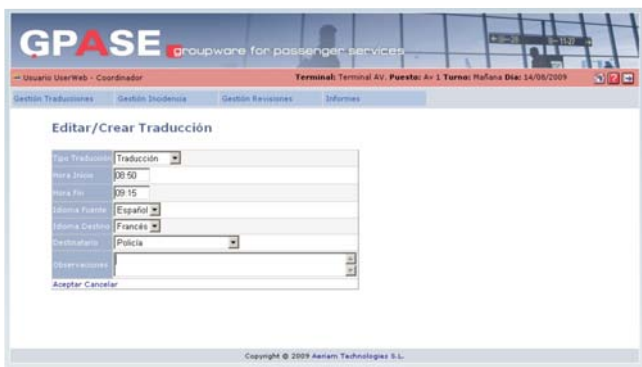 GPASE groupware for passenger services
Usuario UserWeb - Coordinador Terminal: Terminal AV. Puesto: Av 1 Turno: Mañana Día: 14/08/2009
Gestión Traducciones Gestión Incidencia Gestión Revisiones Informes
Editar/Crear Traducción
Tipo Traducción Traducción
Hora Inicio 08:50
Hora Fin 09:15
Idioma Fuente Español
Idioma Destino Francés
Destinatario Policía
Observaciones
Aceptar Cancelar
Copyright © 2009 Aeriam Technologies S.L.